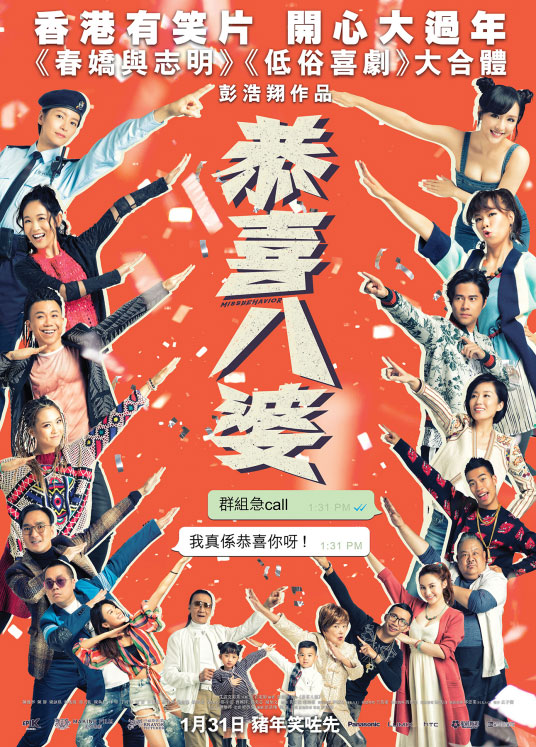 香港有笑片 開心大過年
《春嬌與志明》《低俗喜劇》大合體
彭浩翔作品
恭喜八婆
MISSBEHAVIOR
群組急call 1:31 PM
我真係恭喜你呀！ 1:31 PM
1月31日 豬年笑咗先
Panasonic
HTC